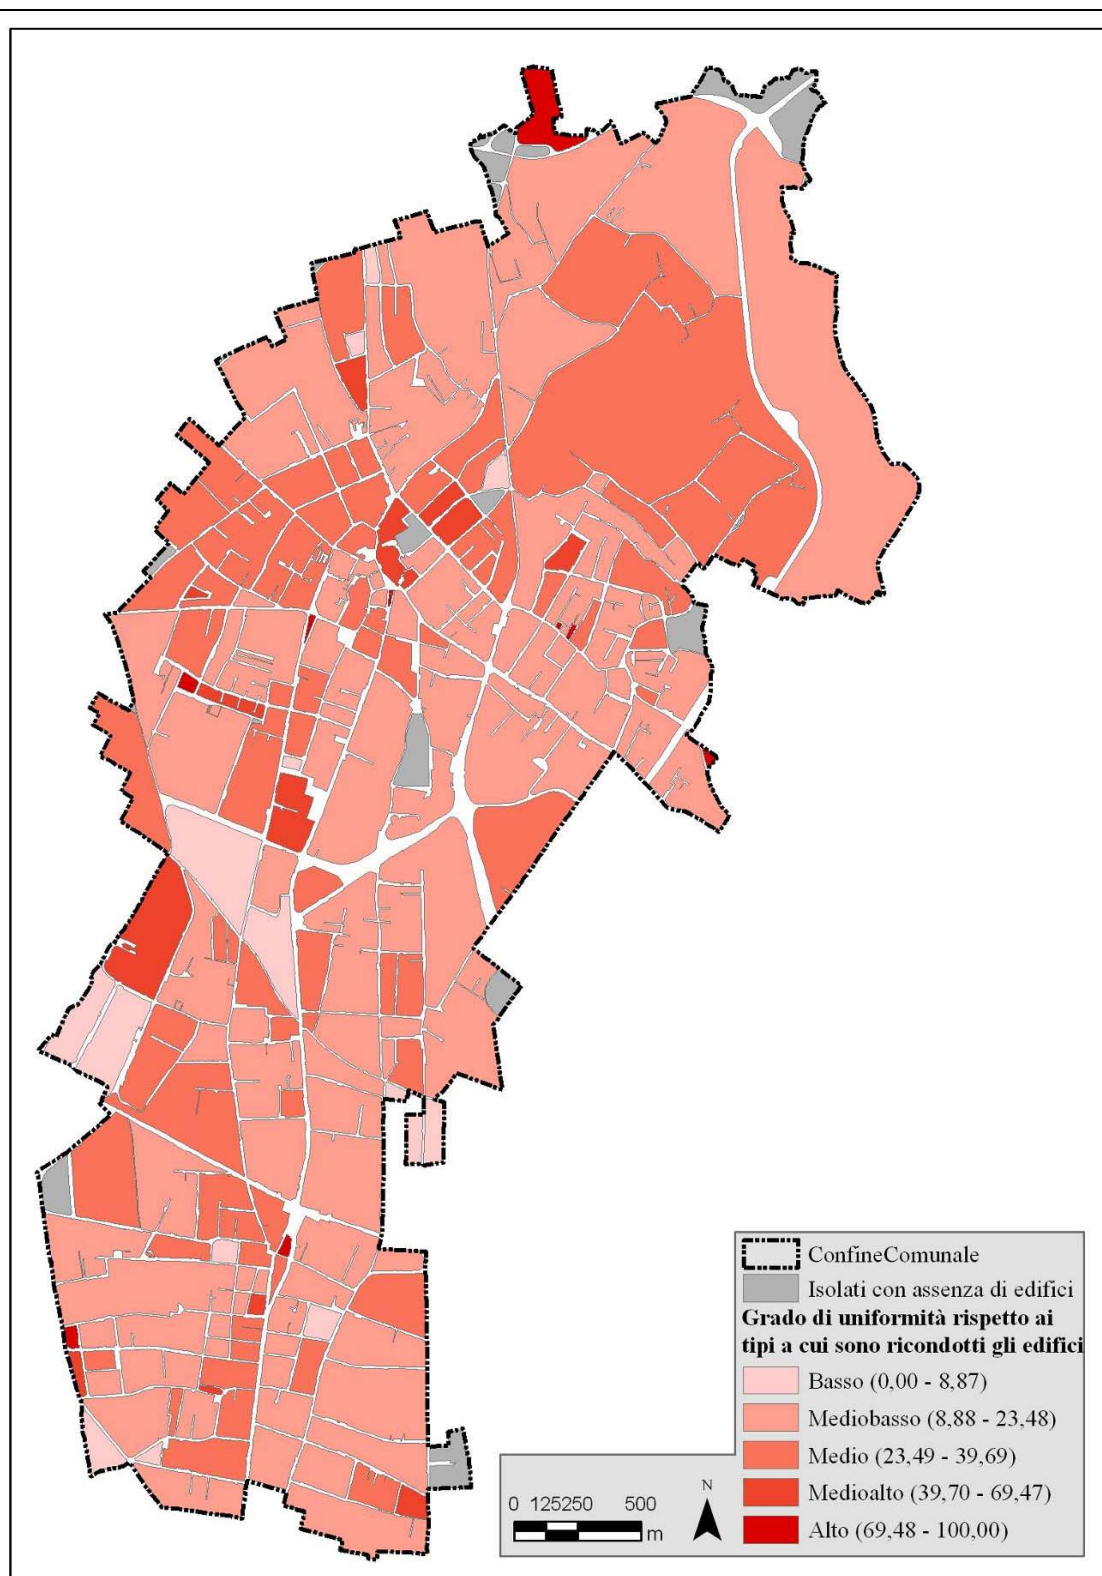 ConfineComunale
Isolati con assenza di edifici
Grado di uniformità rispetto ai
tipi a cui sono ricondotti gli edifici
Basso (0,00 - 8,87)
Mediobasso (8,88 - 23,48)
Medio (23,49 - 39,69)
Medioalto (39,70 - 69,47)
Alto (69,48 - 100,00)
0 125250 500
m
N